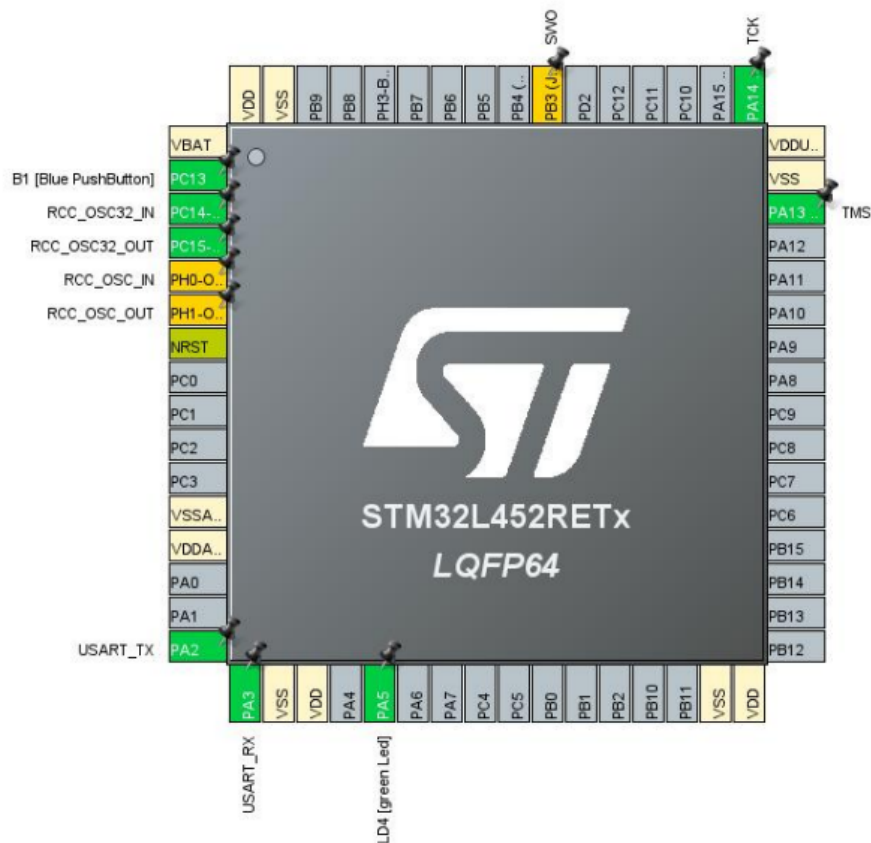 SWO
TCK
VDD
VSS
PB9
PB8
PH3-B..
PB7
PB6
PB5
PB4 (..
PB3 (J..
PD2
PC12
PC11
PC10
PA15 ..
PA14
VBAT
VDDU..
B1 [Blue PushButton] PC13
VSS
RCC_OSC32_IN PC14-..
PA13 .. TMS
RCC_OSC32_OUT PC15-..
PA12
RCC_OSC_IN PH0-O..
PA11
RCC_OSC_OUT PH1-O..
PA10
NRST
PA9
PC0
PA8
PC1
PC9
PC2
PC8
PC3
PC7
VSSA..
PC6
VDDA..
PB15
PA0
PB14
PA1
PB13
USART_TX PA2
PB12
ST
STM32L452RETx
LQFP64
PA3
VSS
VDD
PA4
PA5
PA6
PA7
PC4
PC5
PB0
PB1
PB2
PB10
PB11
VSS
VDD
USART_RX
LD4 [green Led]